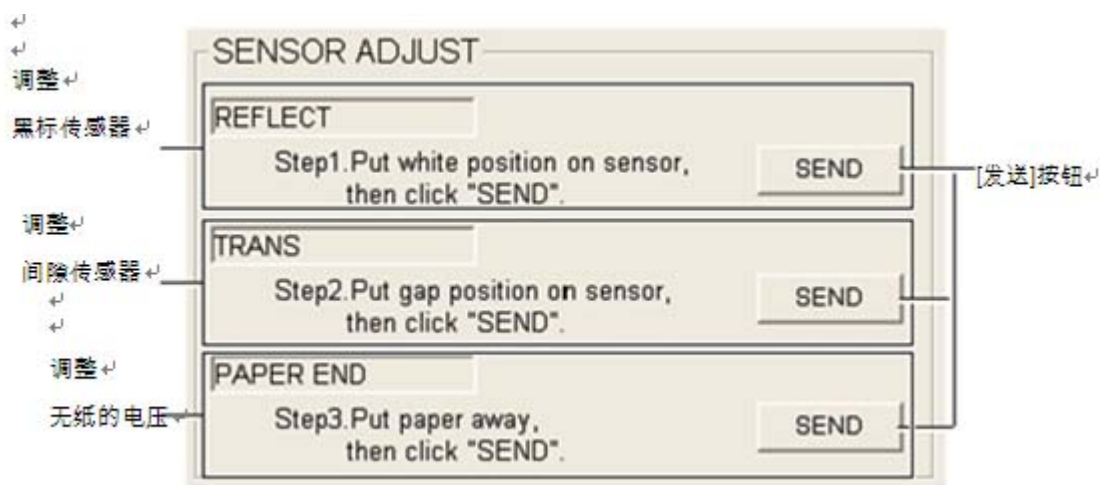 SENSOR ADJUST
调整
黑标传感器
REFLECT
Step1.Put white position on sensor,
then click "SEND".
SEND
[发送]按钮
调整
间隙传感器
TRANS
Step2.Put gap position on sensor,
then click "SEND".
SEND
调整
无纸的电压
PAPER END
Step3.Put paper away,
then click "SEND".
SEND